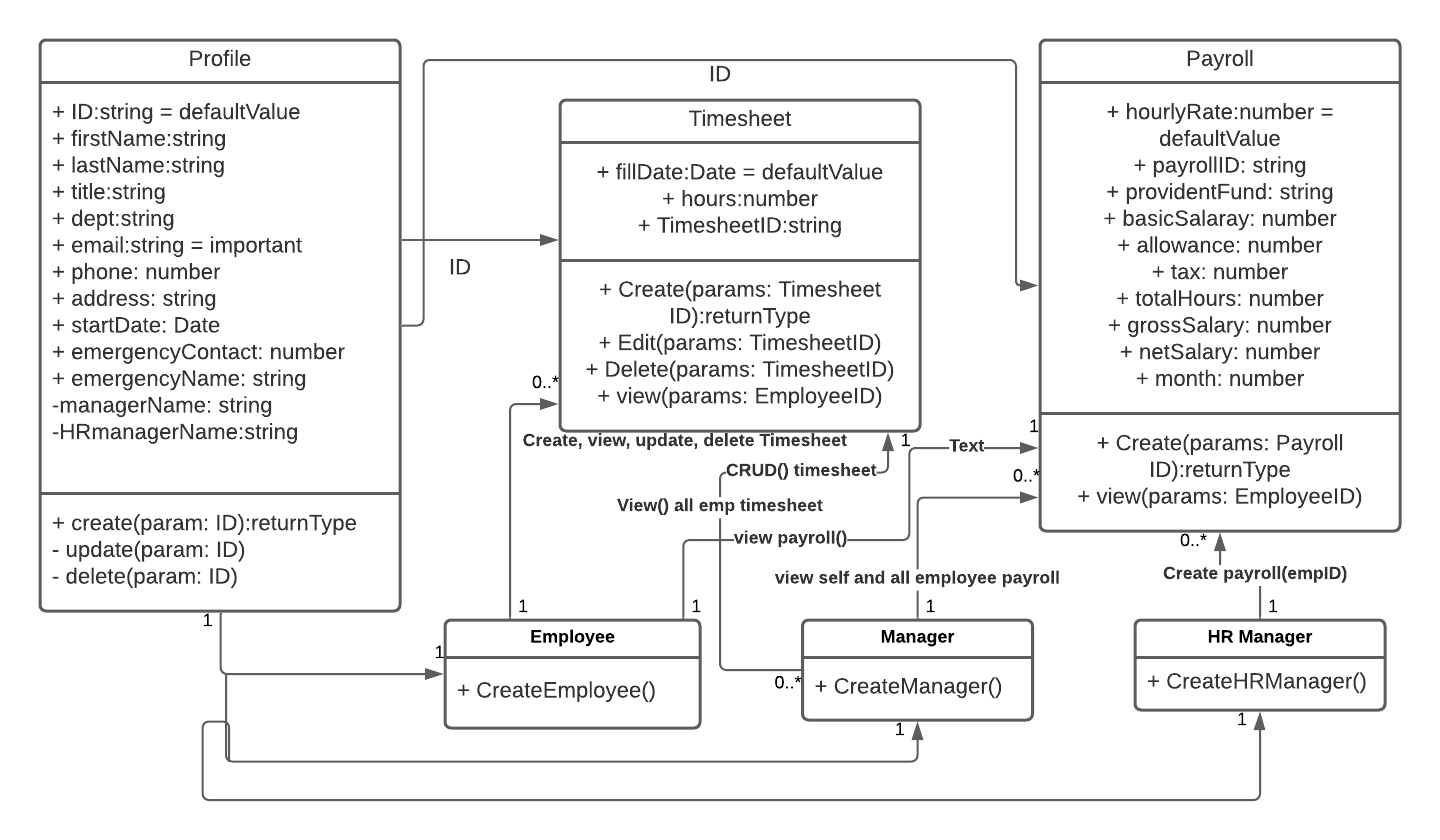 Profile
+ ID:string = defaultValue
+ firstName:string
+ lastName:string
+ title:string
+ dept:string
+ email:string = important
+ phone: number
+ address: string
+ startDate: Date
+ emergencyContact: number
+ emergencyName: string
-managerName: string
-HRmanagerName:string
+ create(param: ID):returnType
- update(param: ID)
- delete(param: ID)
ID
ID
Timesheet
+ fillDate:Date = defaultValue
+ hours:number
+ TimesheetID:string
+ Create(params: Timesheet
ID):returnType
+ Edit(params: TimesheetID)
+ Delete(params: TimesheetID)
+ view(params: EmployeeID)
Payroll
+ hourlyRate:number =
defaultValue
+ payrollID: string
+ providentFund: string
+ basicSalaray: number
+ allowance: number
+ tax: number
+ totalHours: number
+ grossSalary: number
+ netSalary: number
+ month: number
+ Create(params: Payroll
ID):returnType
+ view(params: EmployeeID)
0..*
Create, view, update, delete Timesheet
1
1
Text
CRUD() timesheet
0..*
View() all emp timesheet
view payroll()
0..*
view self and all employee payroll
Create payroll(empID)
1
1
1
1
1
1
Employee
+ CreateEmployee()
0..*
Manager
+ CreateManager()
1
HR Manager
+ CreateHRManager()
1